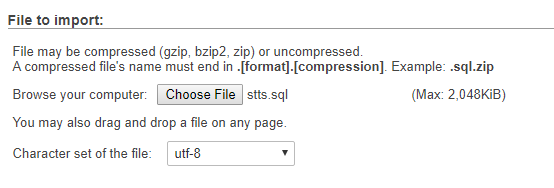 File to import:
File may be compressed (gzip, bzip2, zip) or uncompressed.
A compressed file's name must end in .[format].[compression]. Example: .sql.zip
Browse your computer: Choose File stts.sql (Max: 2,048KiB)
You may also drag and drop a file on any page.
Character set of the file: utf-8